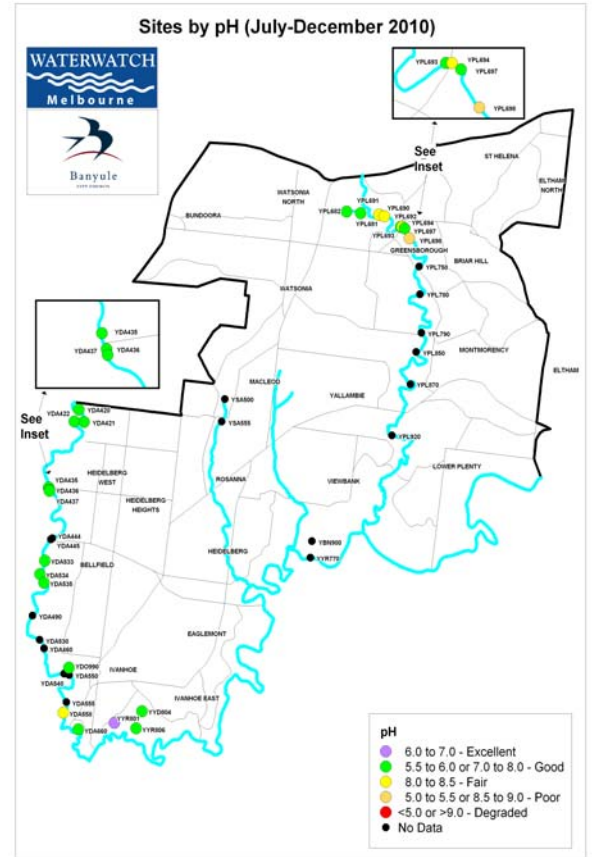 Sites by pH (July-December 2010)
WATERWATCH
Melbourne
Banyule
CITY COUNCIL
YPL693
YPL694
YPL697
YPL698
See
Inset
ST HELENA
ELTHAM
NORTH
WATSONIA
NORTH
BUNDOORA
YPL682
YPL691
YPL681
YPL690
YPL692
YPL694
YPL697
YPL693
YPL698
GREENSBOROUGH
BRIAR HILL
YPL750
WATSONIA
YPL780
YPL790
MONTMORENCY
YPL850
ELTHAM
YDA435
YDA437
YDA436
MACLEOD
YALLAMBIE
YPL870
YSA500
YSA555
YPL920
LOWER PLENTY
YDA422
YDA420
YDA421
See
Inset
HEIDELBERG
WEST
ROSANNA
VIEWBANK
YDA435
YDA436
YDA437
HEIDELBERG
HEIGHTS
YDA444
YDA445
HEIDELBERG
YBN900
YYR770
YDA533
BELLFIELD
YDA534
YDA535
YDA490
EAGLEMONT
YDA530
YDA560
YDO990
IVANHOE
YDA550
YDA540
IVANHOE EAST
YDA555
YDA558
YYD804
YYR801
YYR806
YDA660
pH
6.0 to 7.0 - Excellent
5.5 to 6.0 or 7.0 to 8.0 - Good
8.0 to 8.5 - Fair
5.0 to 5.5 or 8.5 to 9.0 - Poor
<5.0 or >9.0 - Degraded
No Data